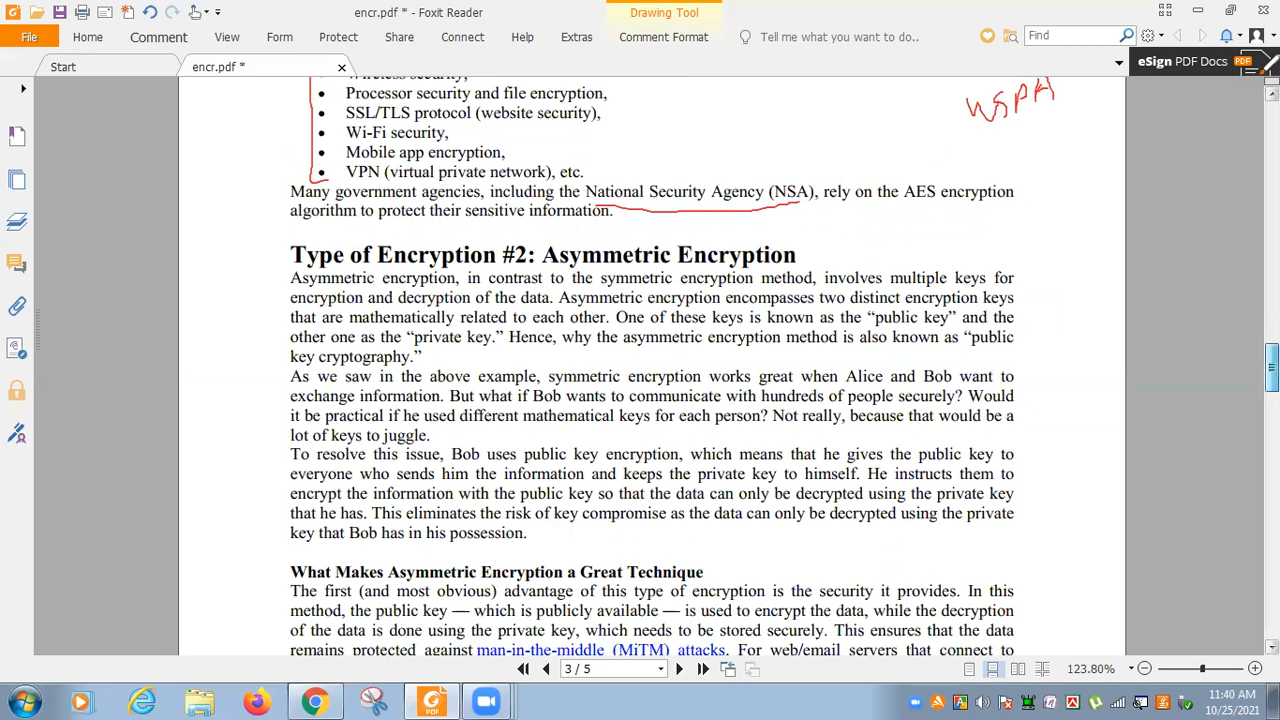 encr.pdf * - Foxit Reader
Drawing Tool
File
Home
Comment
View
Form
Protect
Share
Connect
Help
Extras
Comment Format
Tell me what you want to do..
Find
Start
encr.pdf *
eSign PDF Docs
PDF
Wireless security,
• Processor security and file encryption,
• SSL/TLS protocol (website security),
• Wi-Fi security,
• Mobile app encryption,
• VPN (virtual private network), etc.
Many government agencies, including the National Security Agency (NSA), rely on the AES encryption
algorithm to protect their sensitive information.
Type of Encryption #2: Asymmetric Encryption
Asymmetric encryption, in contrast to the symmetric encryption method, involves multiple keys for
encryption and decryption of the data. Asymmetric encryption encompasses two distinct encryption keys
that are mathematically related to each other. One of these keys is known as the “public key” and the
other one as the “private key.” Hence, why the asymmetric encryption method is also known as “public
key cryptography.”
As we saw in the above example, symmetric encryption works great when Alice and Bob want to
exchange information. But what if Bob wants to communicate with hundreds of people securely? Would
it be practical if he used different mathematical keys for each person? Not really, because that would be a
lot of keys to juggle.
To resolve this issue, Bob uses public key encryption, which means that he gives the public key to
everyone who sends him the information and keeps the private key to himself. He instructs them to
encrypt the information with the public key so that the data can only be decrypted using the private key
that he has. This eliminates the risk of key compromise as the data can only be decrypted using the private
key that Bob has in his possession.
What Makes Asymmetric Encryption a Great Technique
The first (and most obvious) advantage of this type of encryption is the security it provides. In this
method, the public key — which is publicly available — is used to encrypt the data, while the decryption
of the data is done using the private key, which needs to be stored securely. This ensures that the data
remains protected against man-in-the-middle (MiTM) attacks. For web/email servers that connect to
3 / 5
123.80%
PDF
11:40 AM
10/25/2021